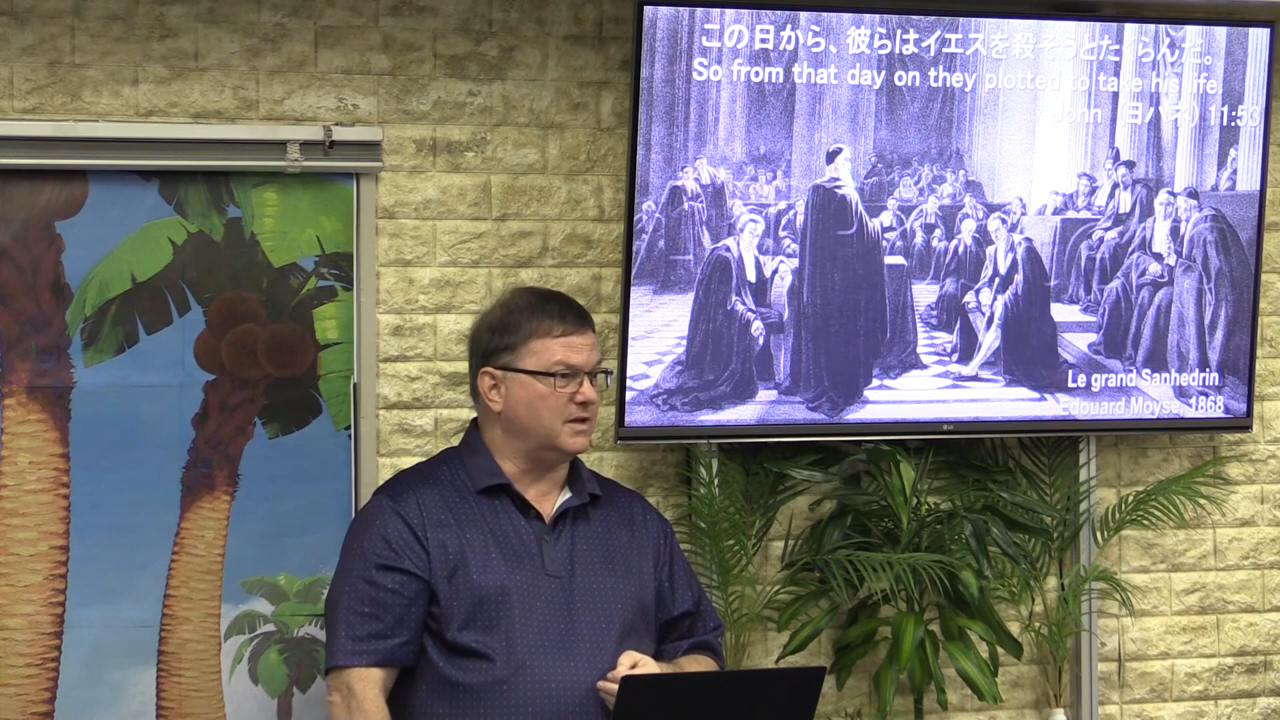 この日から、彼らはイエスを殺そうとたくらんだ。
So from that day on they plotted to take his life.
John (ヨハネ) 11:53
Le grand Sanhedrin
Edouard Moyse, 1868
LG